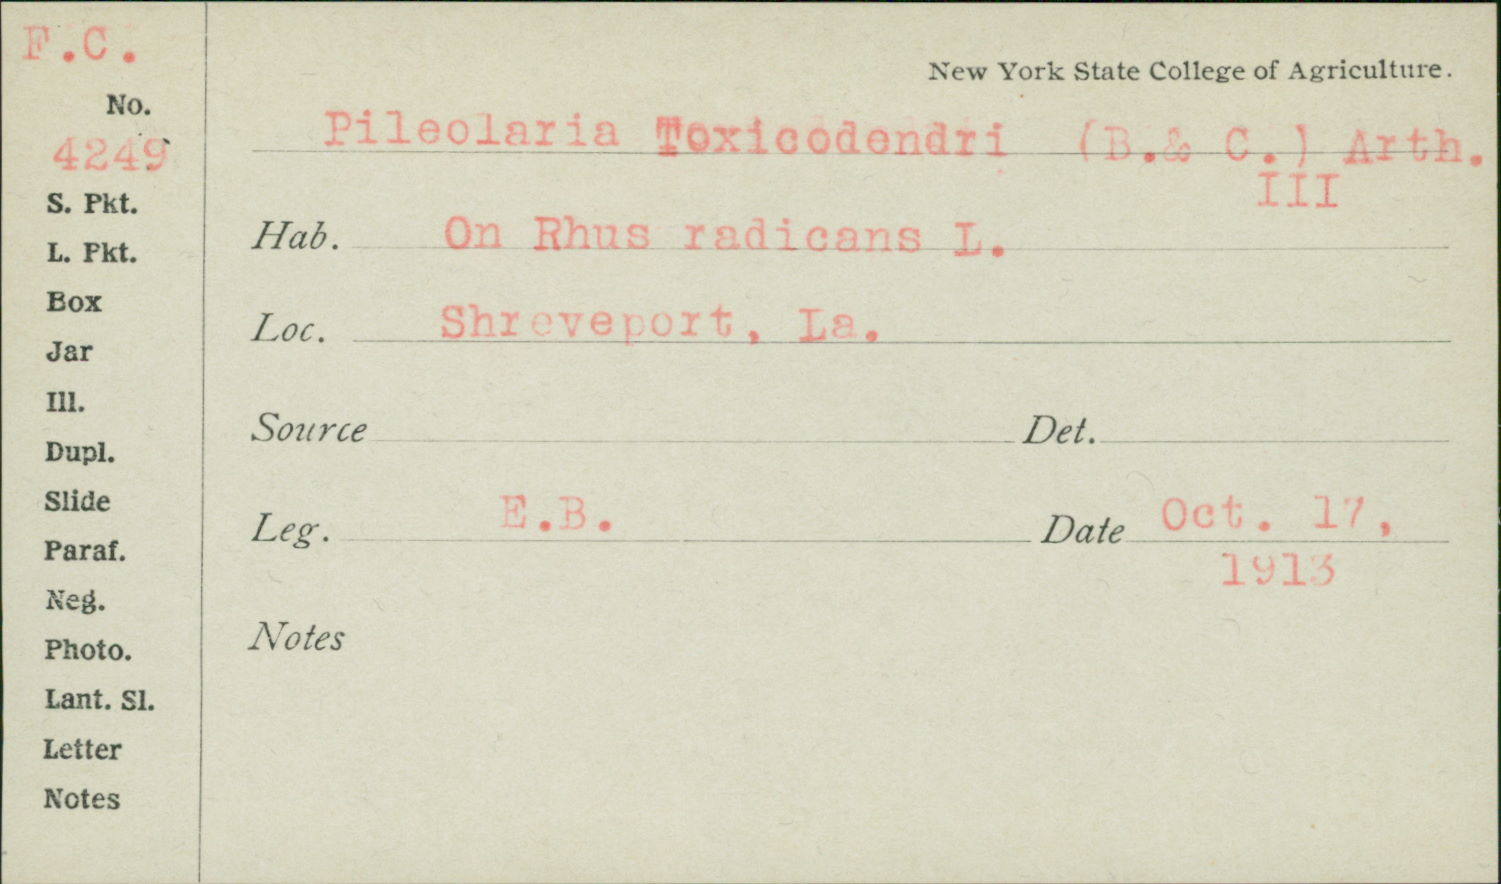 F.C.
New York State College of Agriculture.
No.
4249
Pileolaria Toxicodendri (B.& C.) Arth.
III
S. Pkt.
Hab. On Rhus radicans L.
L. Pkt.
Box
Loc. Shreveport, La.
Jar
Ill.
Source Det.
Dupl.
Slide
Leg. E.B. Date Oct. 17,
1913
Paraf.
Neg.
Notes
Photo.
Lant. Sl.
Letter
Notes